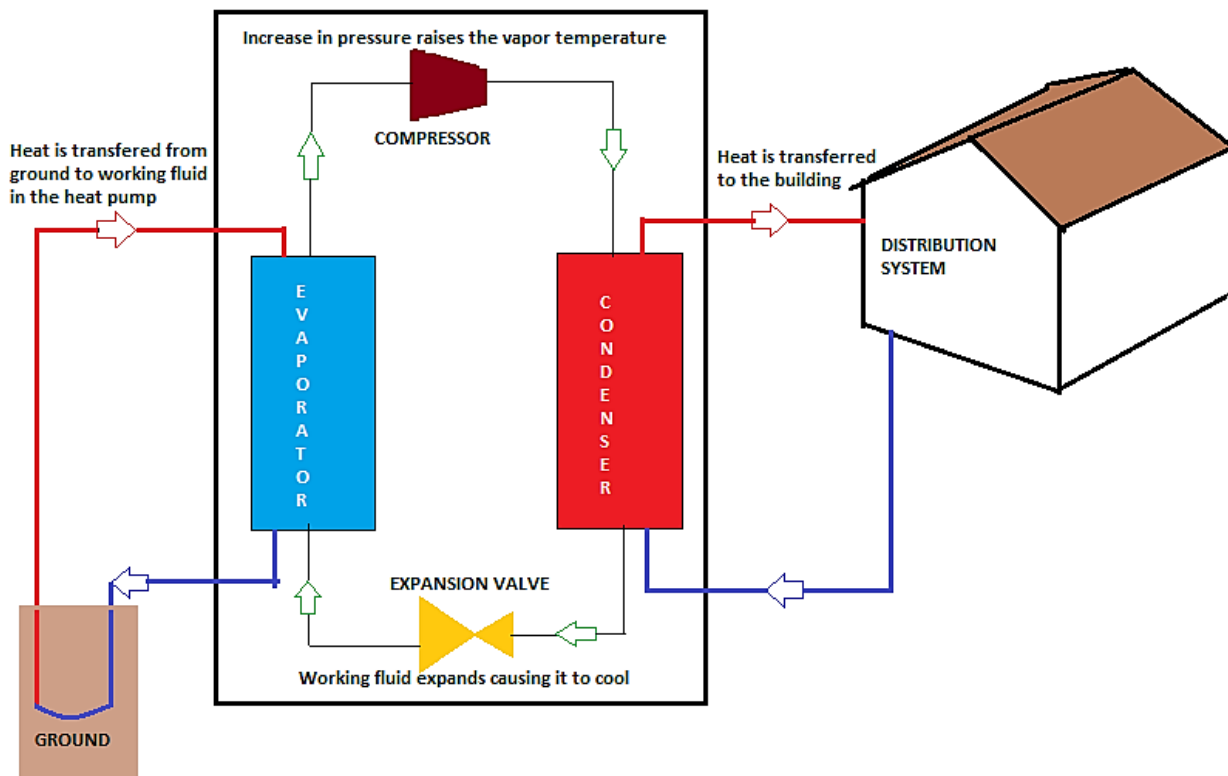 Increase in pressure raises the vapor temperature
COMPRESSOR
Heat is transfered from
ground to working fluid
in the heat pump
Heat is transferred
to the building
DISTRIBUTION
SYSTEM
EVAPORATOR
CONDENSER
EXPANSION VALVE
Working fluid expands causing it to cool
GROUND